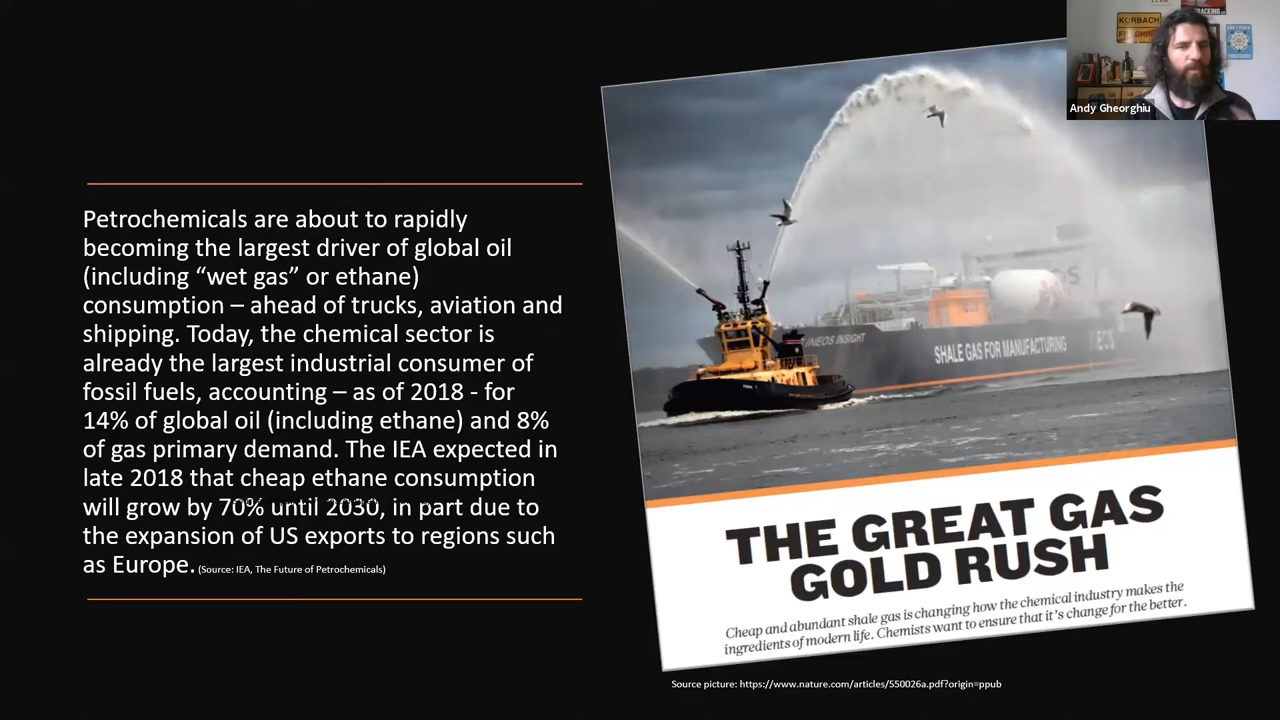 Petrochemicals are about to rapidly
becoming the largest driver of global oil
(including “wet gas” or ethane)
consumption – ahead of trucks, aviation and
shipping. Today, the chemical sector is
already the largest industrial consumer of
fossil fuels, accounting – as of 2018 - for
14% of global oil (including ethane) and 8%
of gas primary demand. The IEA expected in
late 2018 that cheap ethane consumption
will grow by 70% until 2030, in part due to
the expansion of US exports to regions such
as Europe. (Source: IEA, The Future of Petrochemicals)
KORBACH
Andy Gheorghiu
INEOS INSIGHT
SHALE GAS FOR MANUFACTURING
INEOS
THE GREAT GAS
GOLD RUSH
Cheap and abundant shale gas is changing how the chemical industry makes the
ingredients of modern life. Chemists want to ensure that it’s change for the better.
Source picture: https://www.nature.com/articles/550026a.pdf?origin=ppub